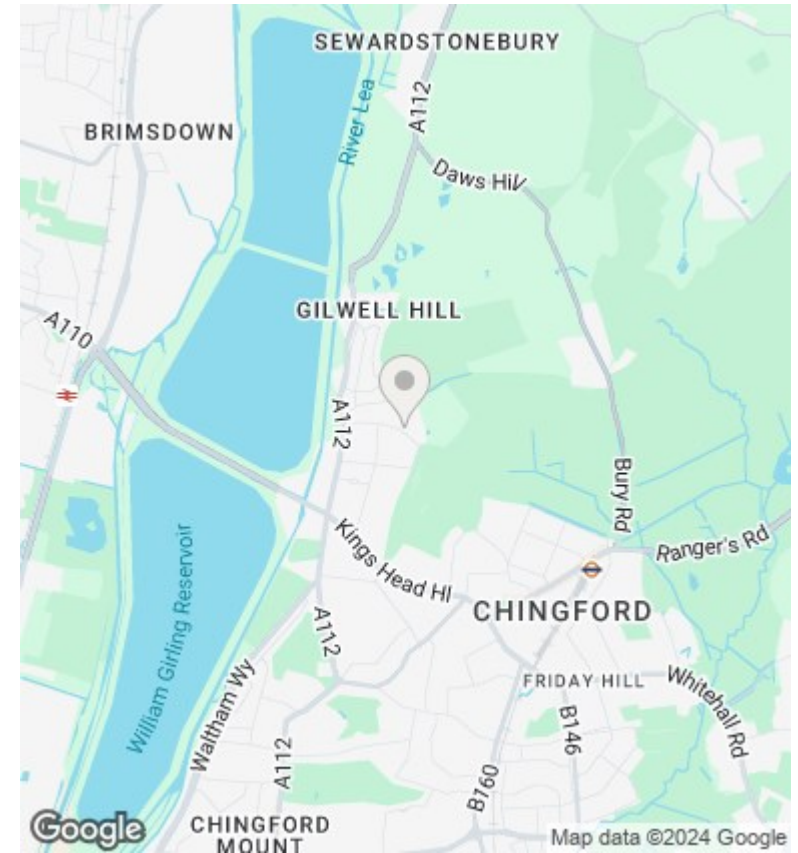 SEWARDSTONEBURY
A112
River Lea
BRIMSDOWN
Daws Hil
GILWELL HILL
A110
A112
Bury Rd
Ranger's Rd
Kings Head Hl
William Girling Reservoir
CHINGFORD
A112
FRIDAY HILL
Whitehall Rd
Waltham Wy
B146
A112
B160
CHINGFORD
MOUNT
Google
Map data ©2024 Google